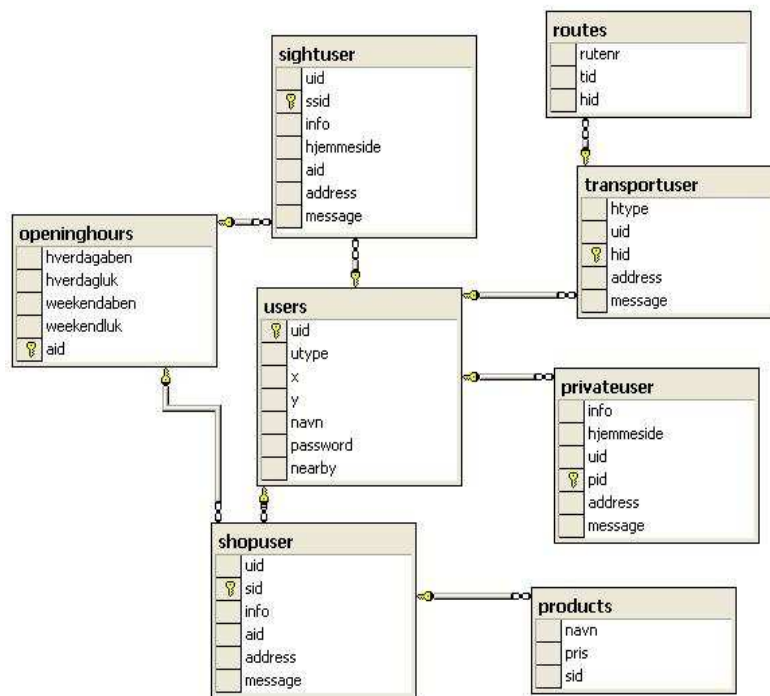 sightuser
uid
ssid
info
hjemmeside
aid
address
message
routes
rutenr
tid
hid
transportuser
htype
uid
hid
address
message
openinghours
hverdagaben
hverdagluk
weekendaben
weekendluk
aid
users
uid
utype
x
y
navn
password
nearby
privateuser
info
hjemmeside
uid
pid
address
message
shopuser
uid
sid
info
aid
address
message
products
navn
pris
sid